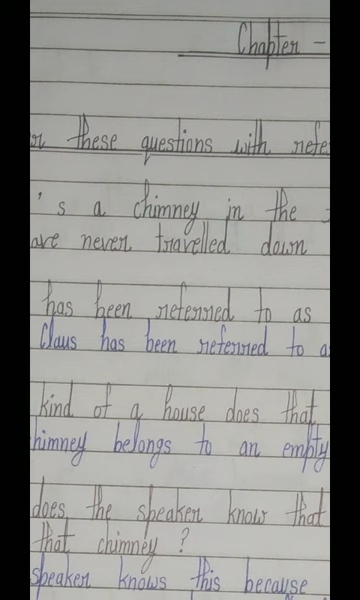 Chapter -
these questions with refe
's a chimney in the
are never travelled down
has been referred to as
Claus has been referred to a
kind of a house does that
himney belongs to an empty
does the speaker know that
that chimney ?
speaker knows this because